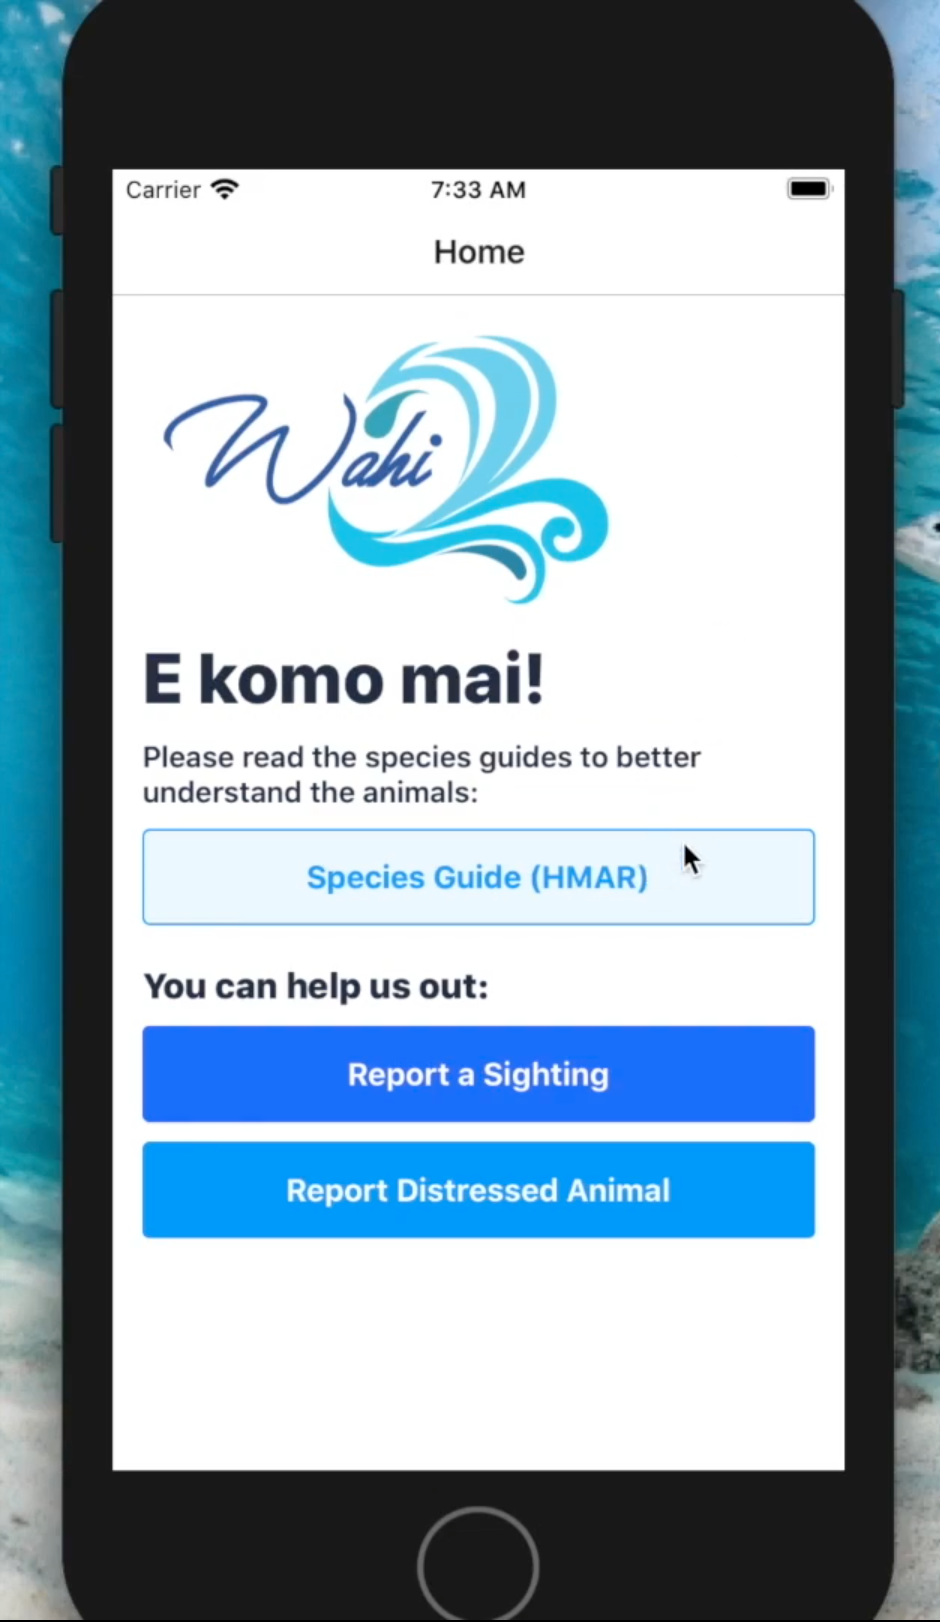 Carrier
7:33 AM
Home
Wahi
E komo mai!
Please read the species guides to better
understand the animals:
Species Guide (HMAR)
You can help us out:
Report a Sighting
Report Distressed Animal